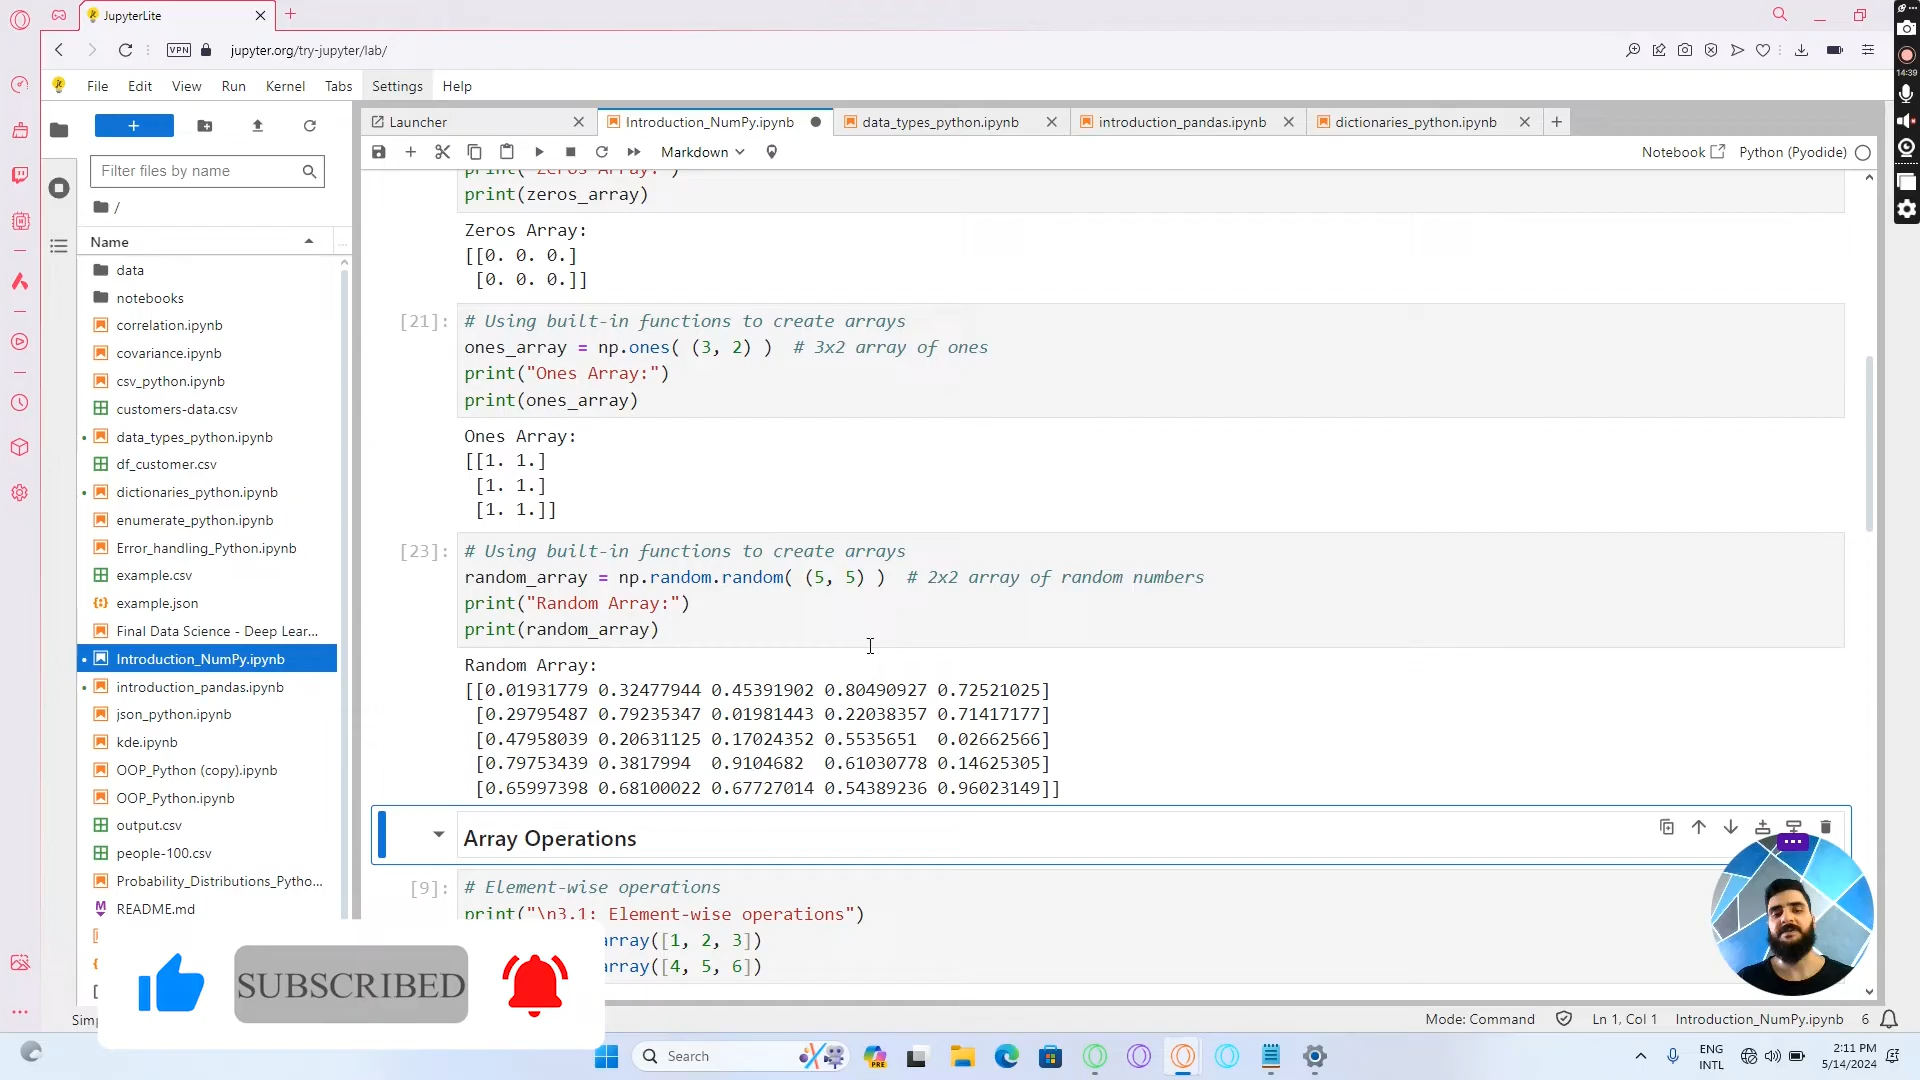 JupyterLite
VPN
jupyter.org/try-jupyter/lab/
File Edit View Run Kernel Tabs Settings Help
14:39
Launcher
Introduction_NumPy.ipynb
data_types_python.ipynb
introduction_pandas.ipynb
dictionaries_python.ipynb
Markdown
Notebook
Python (Pyodide)
Filter files by name
/
Name
data
notebooks
correlation.ipynb
covariance.ipynb
csv_python.ipynb
customers-data.csv
data_types_python.ipynb
df_customer.csv
dictionaries_python.ipynb
enumerate_python.ipynb
Error_handling_Python.ipynb
example.csv
example.json
Final Data Science - Deep Lear...
Introduction_NumPy.ipynb
introduction_pandas.ipynb
json_python.ipynb
kde.ipynb
OOP_Python (copy).ipynb
OOP_Python.ipynb
output.csv
people-100.csv
Probability_Distributions_Pytho...
README.md
print("Zeros Array:")
print(zeros_array)
Zeros Array:
[[0. 0. 0.]
[0. 0. 0.]]
[21]:
# Using built-in functions to create arrays
ones_array = np.ones( (3, 2) )  # 3x2 array of ones
print("Ones Array:")
print(ones_array)
Ones Array:
[[1. 1.]
[1. 1.]
[1. 1.]]
[23]:
# Using built-in functions to create arrays
random_array = np.random.random( (5, 5) )  # 2x2 array of random numbers
print("Random Array:")
print(random_array)
Random Array:
[[0.01931779 0.32477944 0.45391902 0.80490927 0.72521025]
[0.29795487 0.79235347 0.01981443 0.22038357 0.71417177]
[0.47958039 0.20631125 0.17024352 0.5535651  0.02662566]
[0.79753439 0.3817994  0.9104682  0.61030778 0.14625305]
[0.65997398 0.68100022 0.67727014 0.54389236 0.96023149]]
Array Operations
[9]:
# Element-wise operations
print("\n3.1: Element-wise operations")
array([1, 2, 3])
array([4, 5, 6])
SUBSCRIBED
Mode: Command
Ln 1, Col 1
Introduction_NumPy.ipynb
6
Search
PRE
ENG
INTL
2:11 PM
5/14/2024